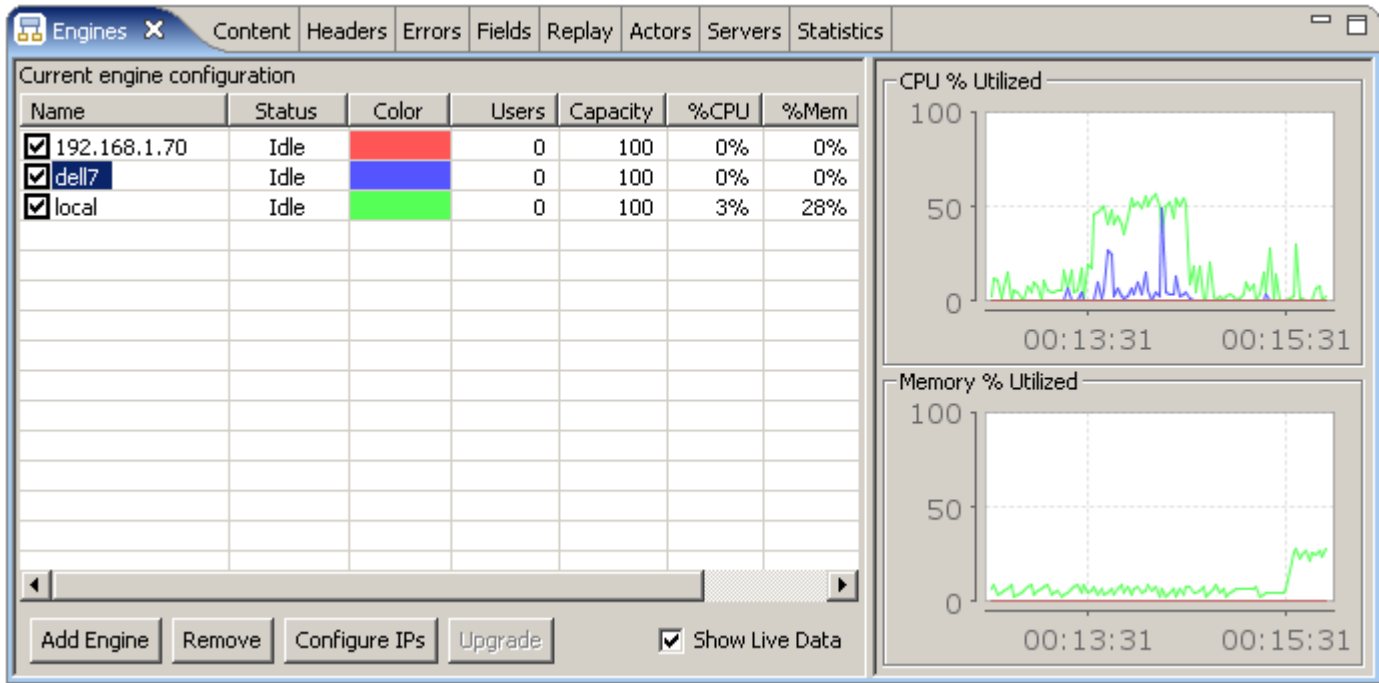 Engines Content Headers Errors Fields Replay Actors Servers Statistics
Current engine configuration
Name Status Color Users Capacity %CPU %Mem
192.168.1.70 Idle 0 100 0% 0%
dell7 Idle 0 100 0% 0%
local Idle 0 100 3% 28%
Add Engine Remove Configure IPs Upgrade Show Live Data
CPU % Utilized
100
50
0
00:13:31 00:15:31
Memory % Utilized
100
50
0
00:13:31 00:15:31